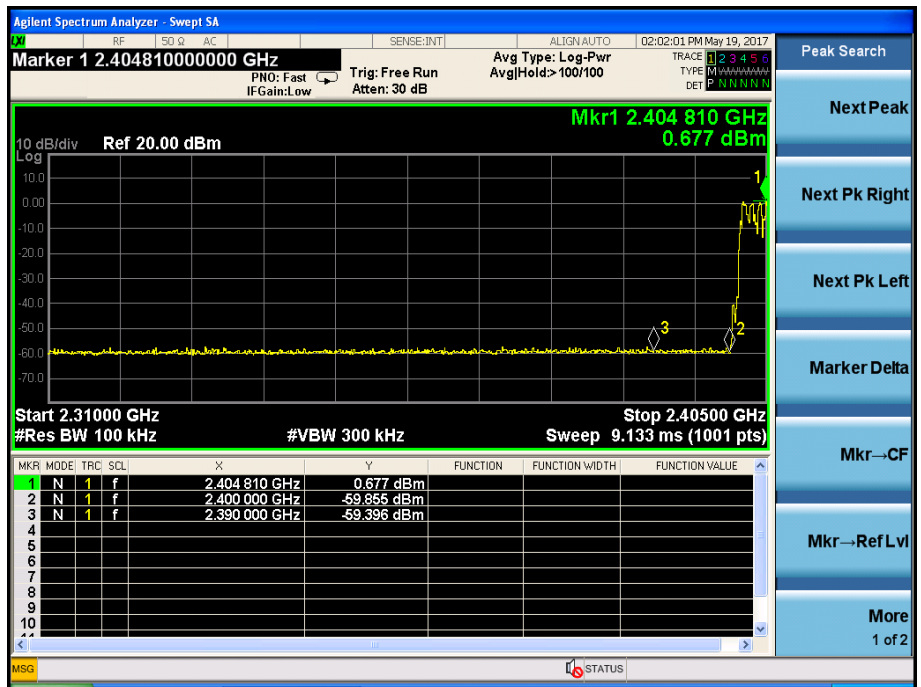 Agilent Spectrum Analyzer - Swept SA
LXI RF 50 Ω AC SENSE:INT ALIGN AUTO 02:02:01 PM May 19, 2017
Marker 1 2.404810000000 GHz
PNO: Fast
IFGain:Low
Trig: Free Run
Atten: 30 dB
Avg Type: Log-Pwr
Avg|Hold:>100/100
TRACE 1 2 3 4 5 6
TYPE M WWWWW
DET P N N N N N
Mkr1 2.404 810 GHz
0.677 dBm
10 dB/div Ref 20.00 dBm
Log
10.0
0.00
-10.0
-20.0
-30.0
-40.0
-50.0
-60.0
-70.0
1
3
2
Start 2.31000 GHz Stop 2.40500 GHz
#Res BW 100 kHz #VBW 300 kHz Sweep 9.133 ms (1001 pts)
MKR MODE TRC SCL X Y FUNCTION FUNCTION WIDTH FUNCTION VALUE
1 N 1 f 2.404 810 GHz 0.677 dBm
2 N 1 f 2.400 000 GHz -59.855 dBm
3 N 1 f 2.390 000 GHz -59.396 dBm
4
5
6
7
8
9
10
11
MSG STATUS
Peak Search
Next Peak
Next Pk Right
Next Pk Left
Marker Delta
Mkr→CF
Mkr→Ref Lvl
More
1 of 2